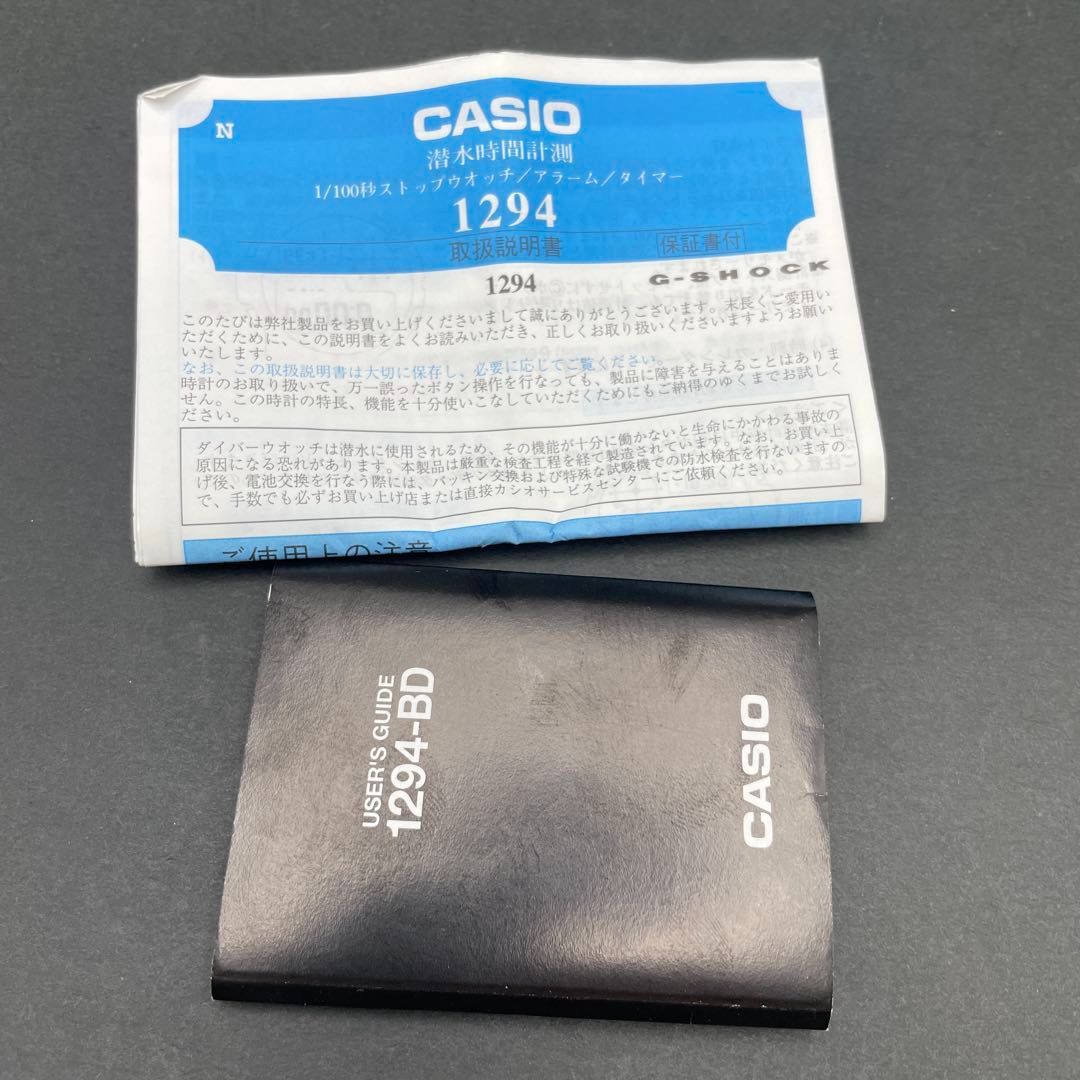 N
CASIO
潜水時間計測
1/100秒ストップウオッチ/アラーム/タイマー
1294
取扱説明書 保証書付
1294 G-SHOCK
このたびは弊社製品をお買い上げくださいまして誠にありがとうございます。末長くご愛用い
ただくために、この説明書をよくお読みいただき、正しくお取り扱いくださいますようお願い
いたします。
なお、この取扱説明書は大切に保存し、必要に応じてご覧ください。
時計のお取り扱いで、万一誤ったボタン操作を行なっても、製品に障害を与えることはありま
せん。この時計の特長、機能を十分使いこなしていただくためにもご納得のゆくまでお試しく
ださい。
ダイバーウオッチは潜水に使用されるため、その機能が十分に働かないと生命にかかわる事故の
原因になる恐れがあります。本製品は厳重な検査工程を経て製造されています。なお、お買い上
げ後、電池交換を行なう際には、パッキン交換および特殊な試験機での防水検査を行ないますの
で、手数でも必ずお買い上げ店または直接カシオサービスセンターにご依頼ください。
ご使用上の注意
USER'S GUIDE
1294-BD
CASIO